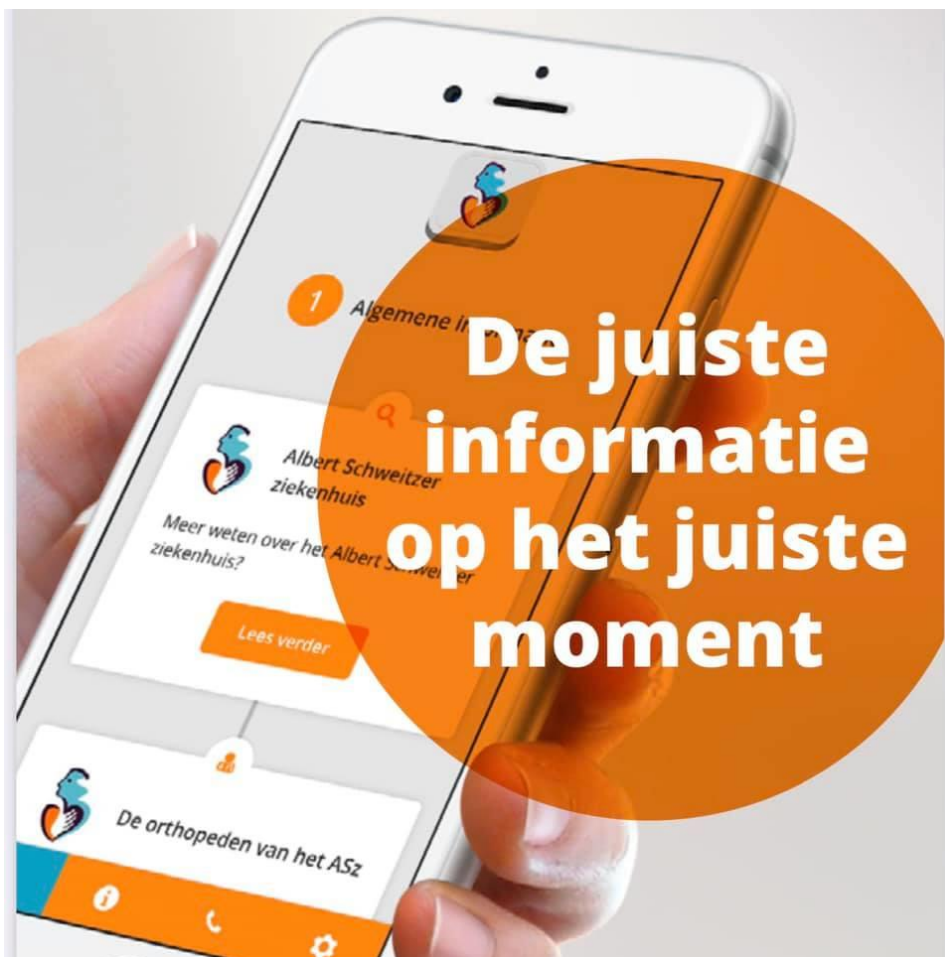 1
Algemene informatie
De juiste
informatie
op het juiste
moment
Albert Schweitzer
ziekenhuis
Meer weten over het Albert Schweitzer
ziekenhuis?
Lees verder
De orthopeden van het ASz